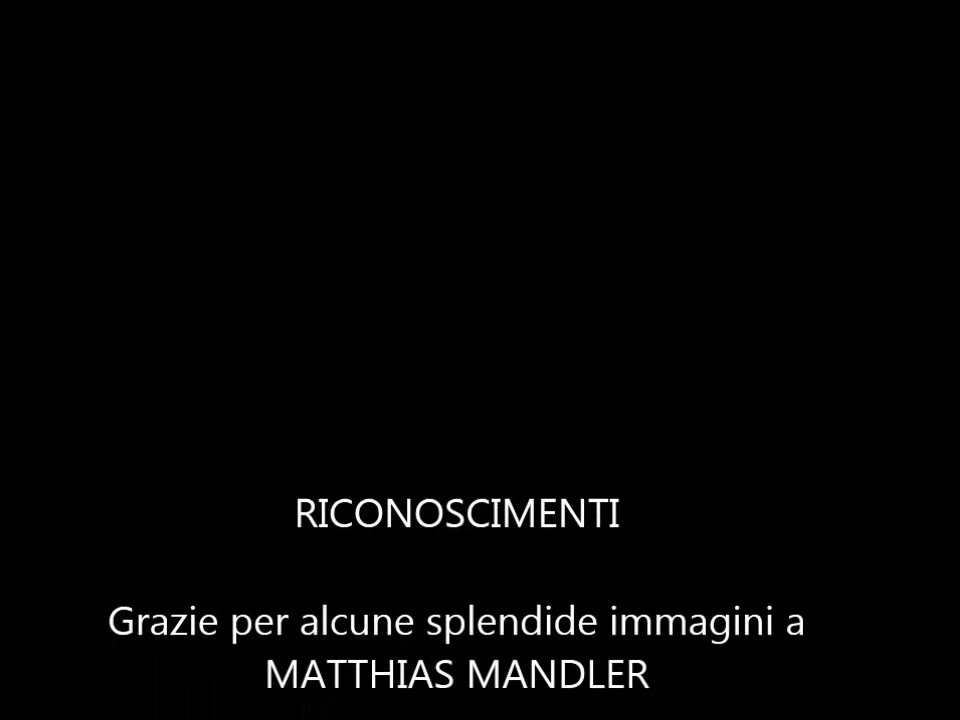 RICONOSCIMENTI
Grazie per alcune splendide immagini a
MATTHIAS MANDLER